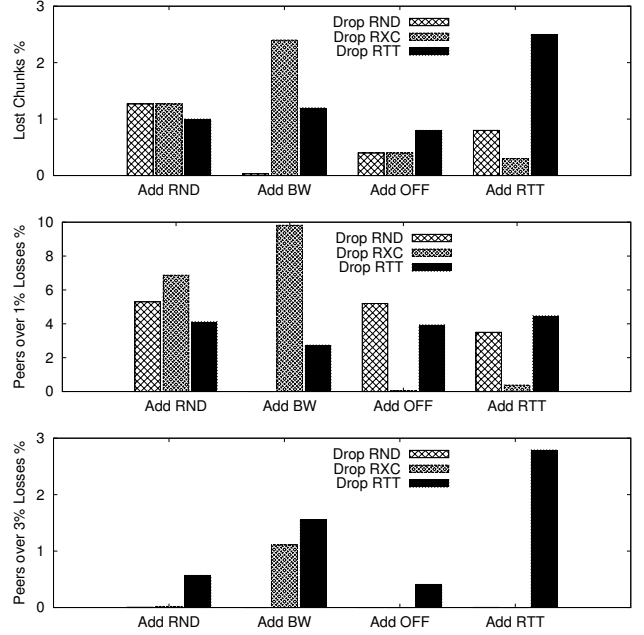 Lost Chunks %
3
2
1
0
Drop RND
Drop RXC
Drop RTT
Add RND Add BW Add OFF Add RTT
Peers over 1% Losses %
10
8
6
4
2
0
Drop RND
Drop RXC
Drop RTT
Add RND Add BW Add OFF Add RTT
Peers over 3% Losses %
3
2
1
0
Drop RND
Drop RXC
Drop RTT
Add RND Add BW Add OFF Add RTT